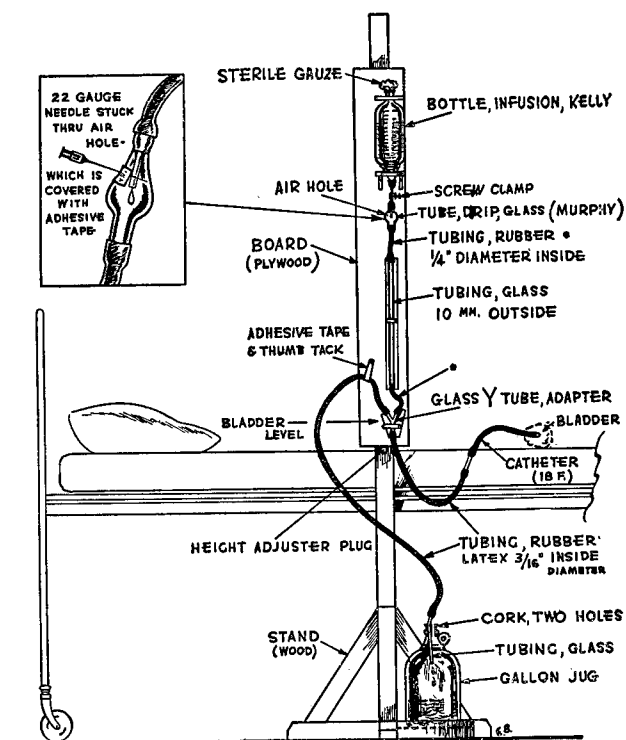 STERILE GAUZE
BOTTLE, INFUSION, KELLY
22 GAUGE
NEEDLE STUCK
THRU AIR
HOLE-
WHICH IS
COVERED
WITH
ADHESIVE
TAPE-
SCREW CLAMP
AIR HOLE
TUBE, DRIP, GLASS (MURPHY)
TUBING, RUBBER *
1/4" DIAMETER INSIDE
BOARD
(PLYWOOD)
TUBING, GLASS
10 MM. OUTSIDE
ADHESIVE TAPE
& THUMB TACK
*
GLASS Y TUBE, ADAPTER
BLADDER
LEVEL
BLADDER
CATHETER
(18 F.)
HEIGHT ADJUSTER PLUG
TUBING, RUBBER
LATEX 3/16" INSIDE
DIAMETER
CORK, TWO HOLES
STAND
(WOOD)
TUBING, GLASS
GALLON JUG
G.B.